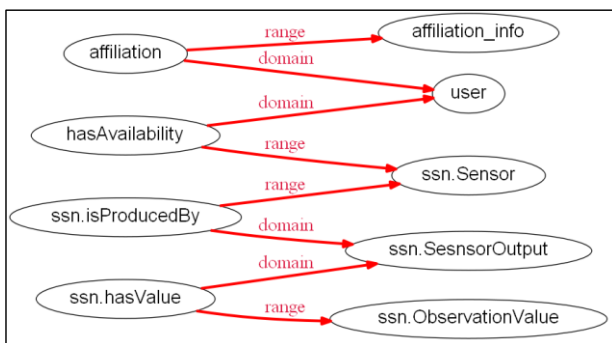 affiliation
range
affiliation_info
domain
user
hasAvailability
domain
range
ssn.Sensor
ssn.isProducedBy
range
domain
ssn.SesnsorOutput
ssn.hasValue
domain
range
ssn.ObservationValue